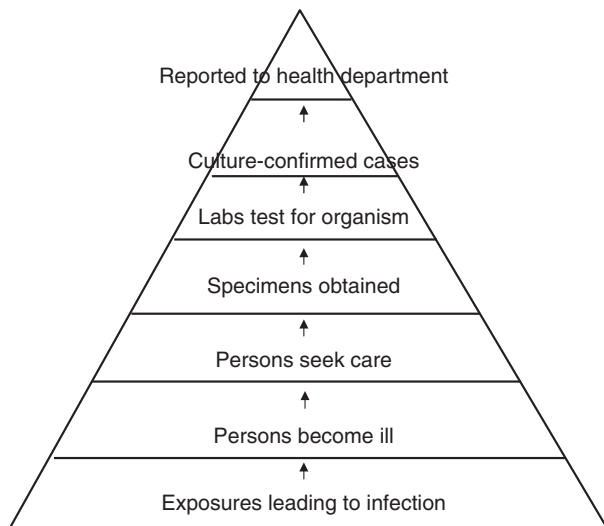 Reported to health department
Culture-confirmed cases
Labs test for organism
Specimens obtained
Persons seek care
Persons become ill
Exposures leading to infection